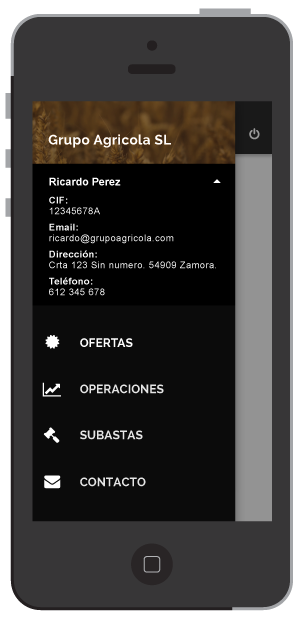 Grupo Agricola SL
Ricardo Perez
CIF:
12345678A
Email:
ricardo@grupoagricola.com
Dirección:
Crta 123 Sin numero. 54909 Zamora.
Teléfono:
612 345 678
OFERTAS
OPERACIONES
SUBASTAS
CONTACTO